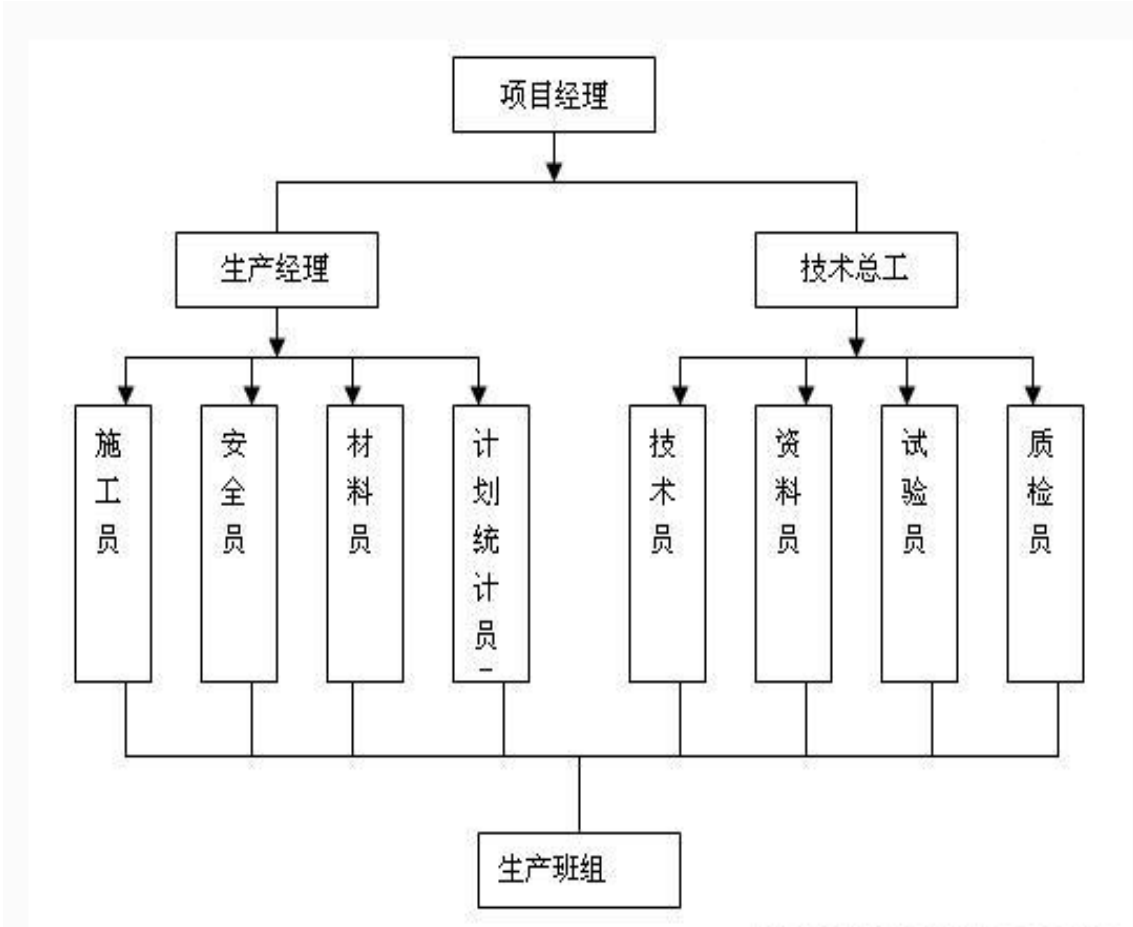 项目经理
生产经理
技术总工
施工员
安全员
材料员
计划统计员
技术员
资料员
试验员
质检员
生产班组